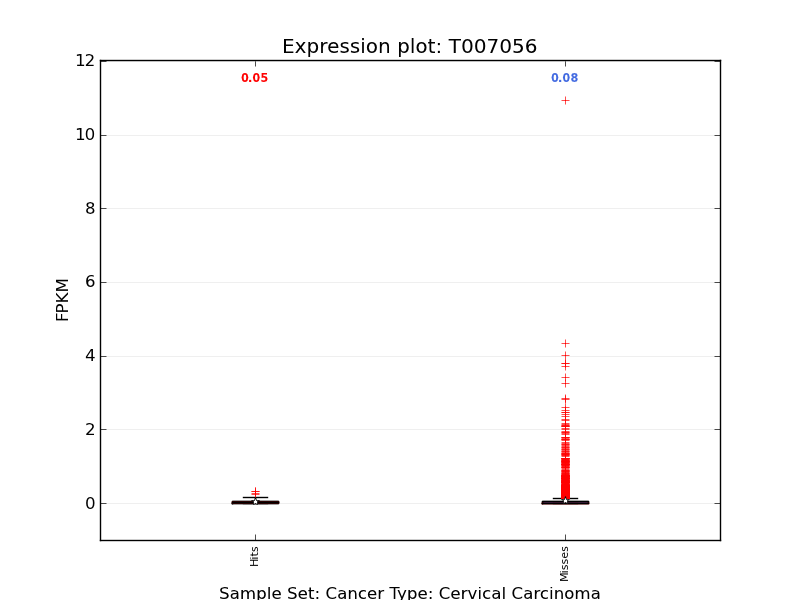 Expression plot: T007056
12
0.05
0.08
10
8
6
FPKM
4
2
0
Hits
Misses
Sample Set: Cancer Type: Cervical Carcinoma